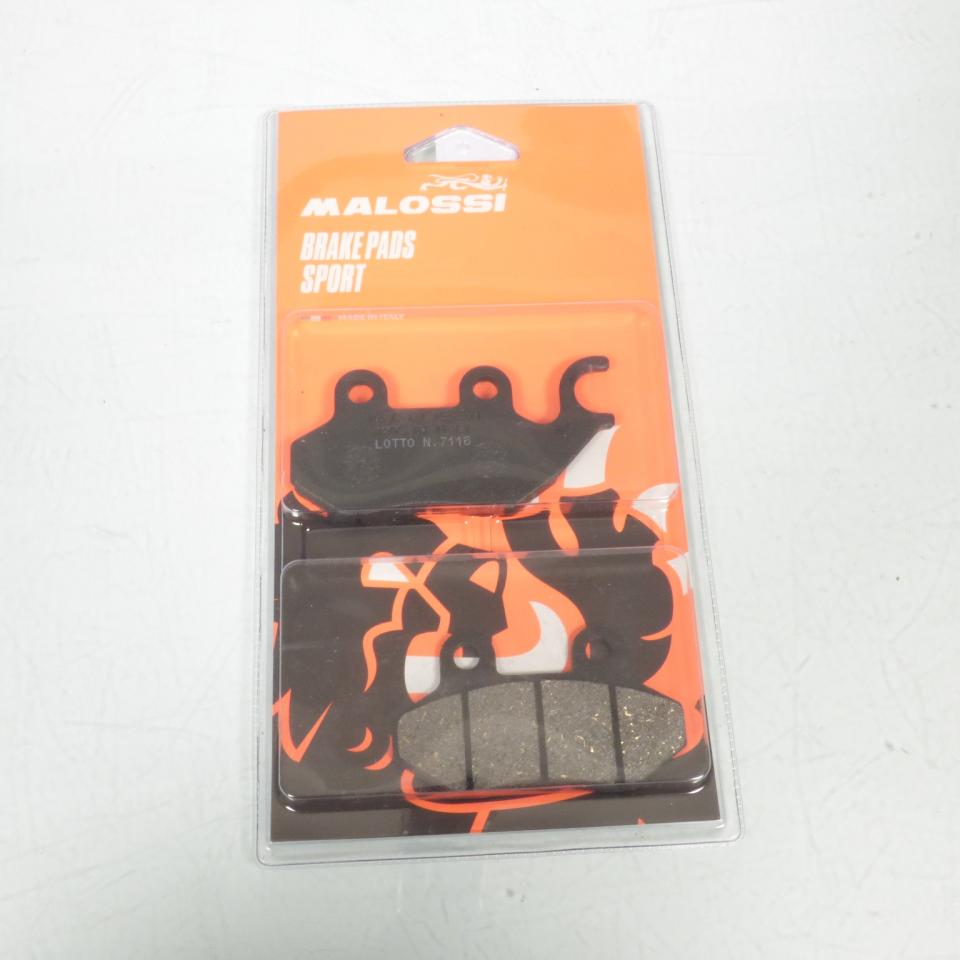 MALOSSI
BRAKE PADS
SPORT
MADE IN ITALY
LOTTO N.7116